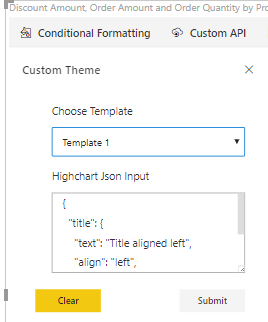 Discount Amount, Order Amount and Order Quantity by Pro
Conditional Formatting Custom API
Custom Theme
Choose Template
Template 1
Highchart Json Input
{
"title": {
"text": "Title aligned left",
"align": "left",
Clear Submit